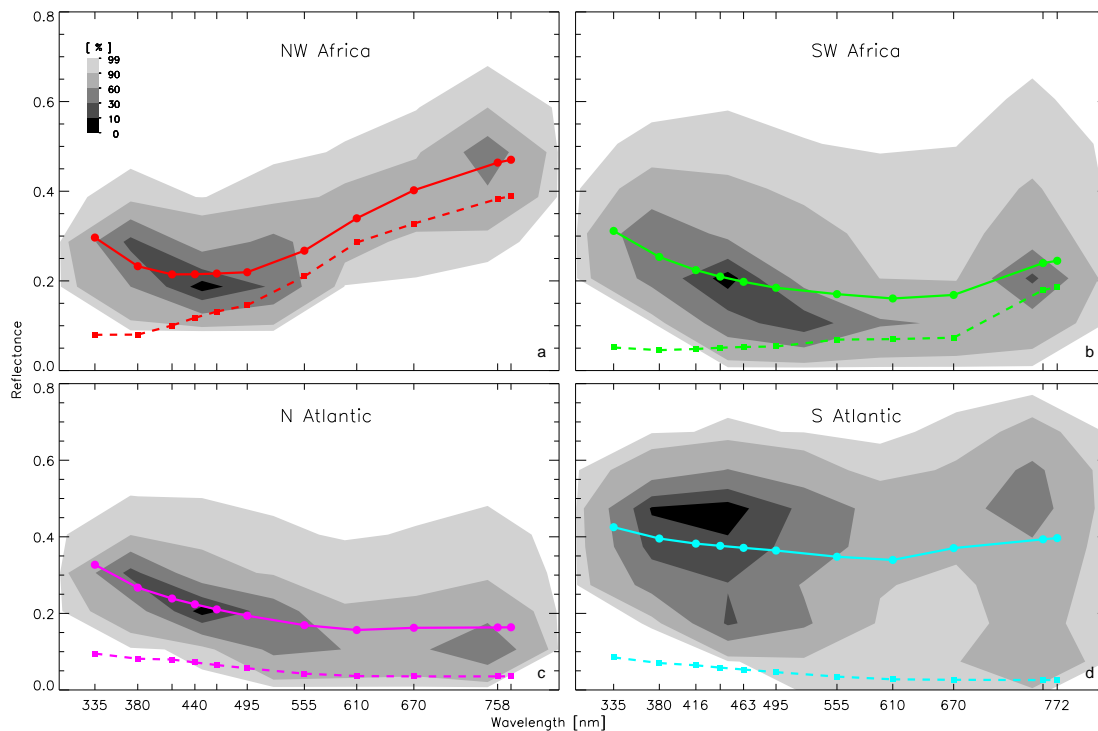 0.8
0.6
0.4
0.2
0.0
[ % ]
99
90
60
30
10
0
NW Africa
a
SW Africa
b
Reflectance
0.8
0.6
0.4
0.2
0.0
N Atlantic
c
S Atlantic
d
335 380 440 495 555 610 670 758
335 380 416 463 495 555 610 670 772
Wavelength [nm]